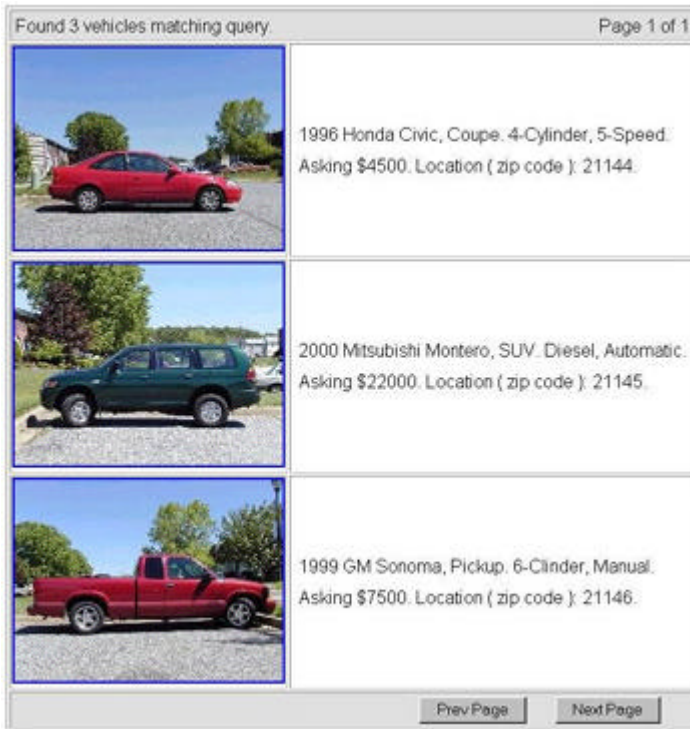 Found 3 vehicles matching query.
Page 1 of 1
1996 Honda Civic, Coupe. 4-Cylinder, 5-Speed.
Asking $4500. Location ( zip code ): 21144.
2000 Mitsubishi Montero, SUV. Diesel, Automatic.
Asking $22000. Location ( zip code ): 21145.
1999 GM Sonoma, Pickup. 6-Clinder, Manual.
Asking $7500. Location ( zip code ): 21146.
Prev Page
Next Page